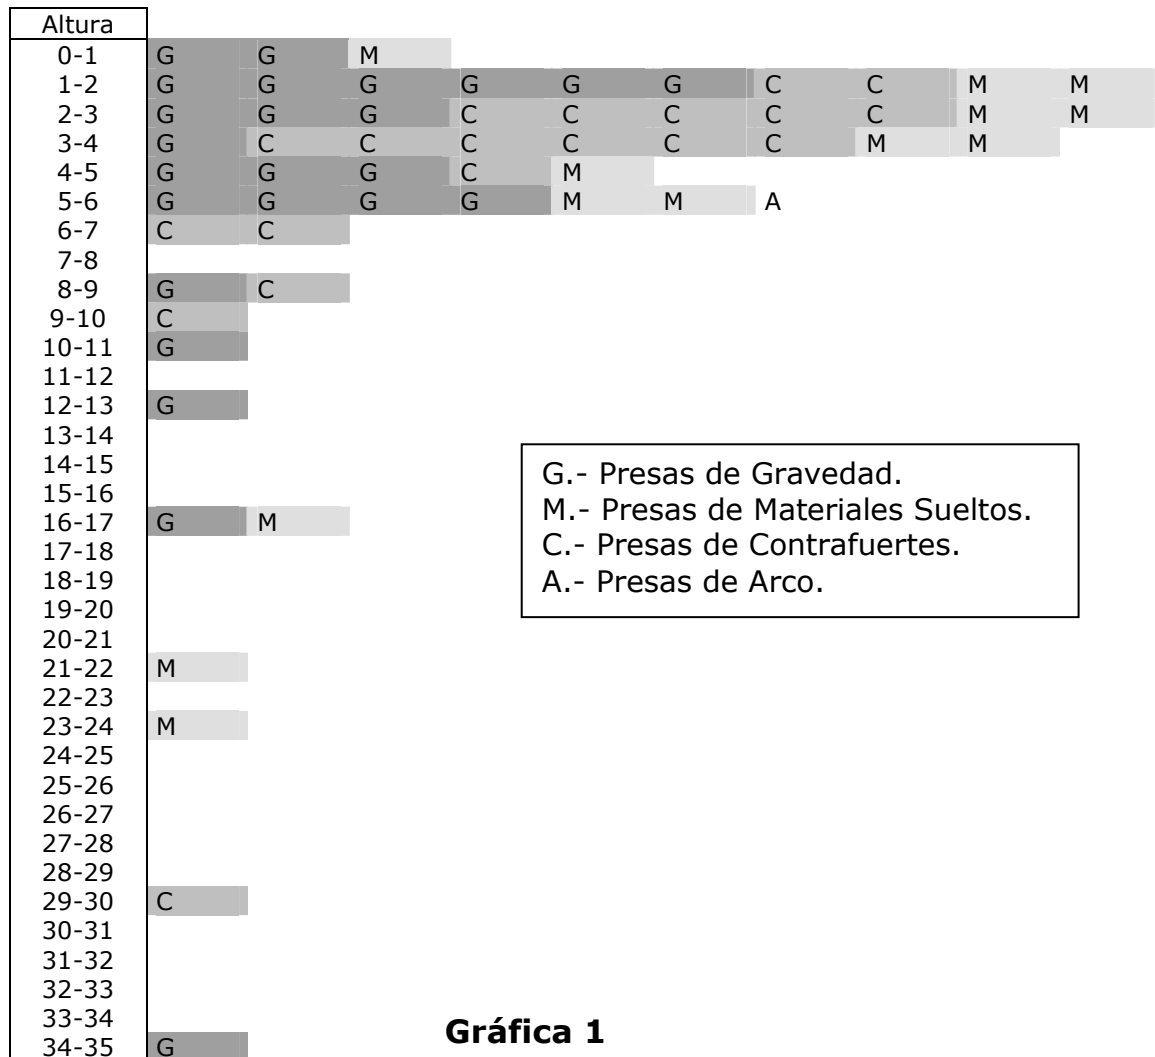 Altura
0-1 G G M
1-2 G G G G G G C C M M
2-3 G G G C C C C C M M
3-4 G C C C C C C M M
4-5 G G G C M
5-6 G G G G M M A
6-7 C C
7-8
8-9 G C
9-10 C
10-11 G
11-12
12-13 G
13-14
14-15
15-16
16-17 G M
17-18
18-19
19-20
20-21
21-22 M
22-23
23-24 M
24-25
25-26
26-27
27-28
28-29
29-30 C
30-31
31-32
32-33
33-34
34-35 G
G.- Presas de Gravedad.
M.- Presas de Materiales Sueltos.
C.- Presas de Contrafuertes.
A.- Presas de Arco.
Gráfica 1